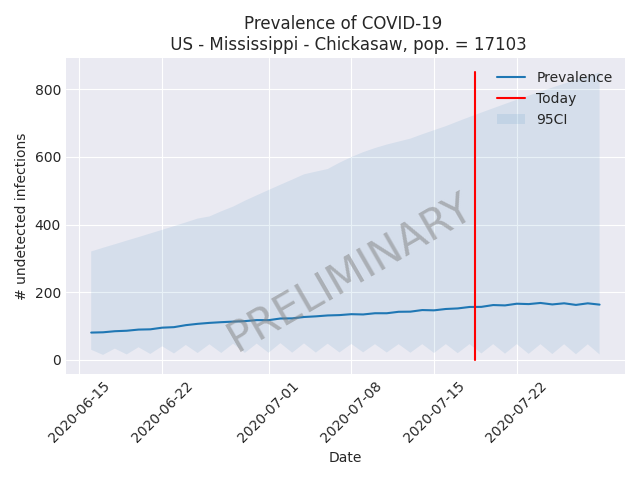 Prevalence of COVID-19
US - Mississippi - Chickasaw, pop. = 17103
Prevalence
Today
95CI
800
600
400
200
0
# undetected infections
PRELIMINARY
2020-06-15
2020-06-22
2020-07-01
2020-07-08
2020-07-15
2020-07-22
Date